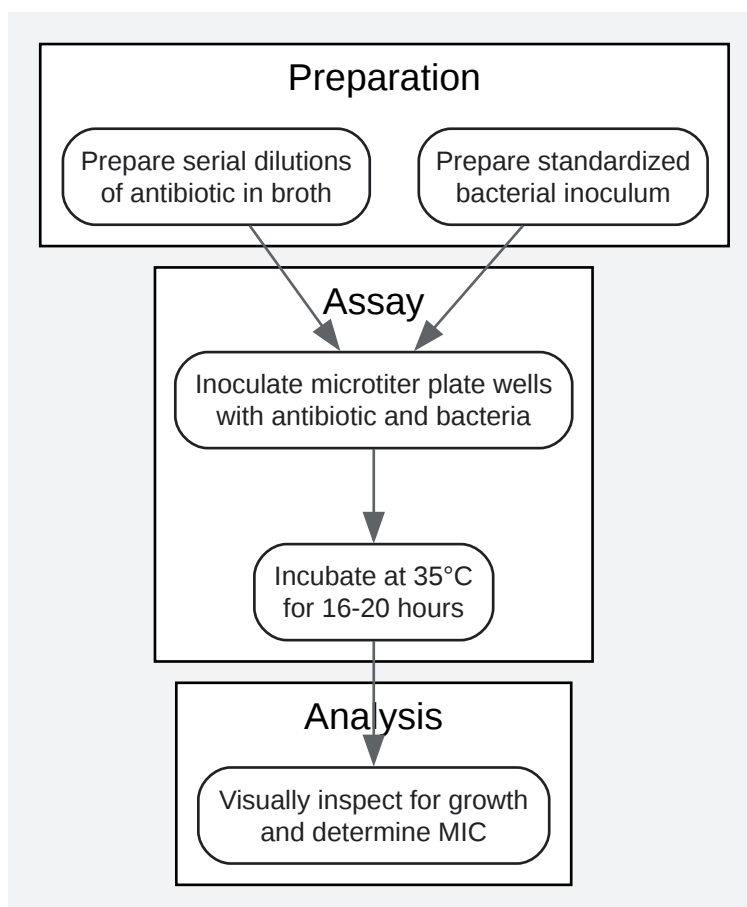 Preparation
Prepare serial dilutions
of antibiotic in broth
Prepare standardized
bacterial inoculum
Assay
Inoculate microtiter plate wells
with antibiotic and bacteria
Incubate at 35°C
for 16-20 hours
Analysis
Visually inspect for growth
and determine MIC